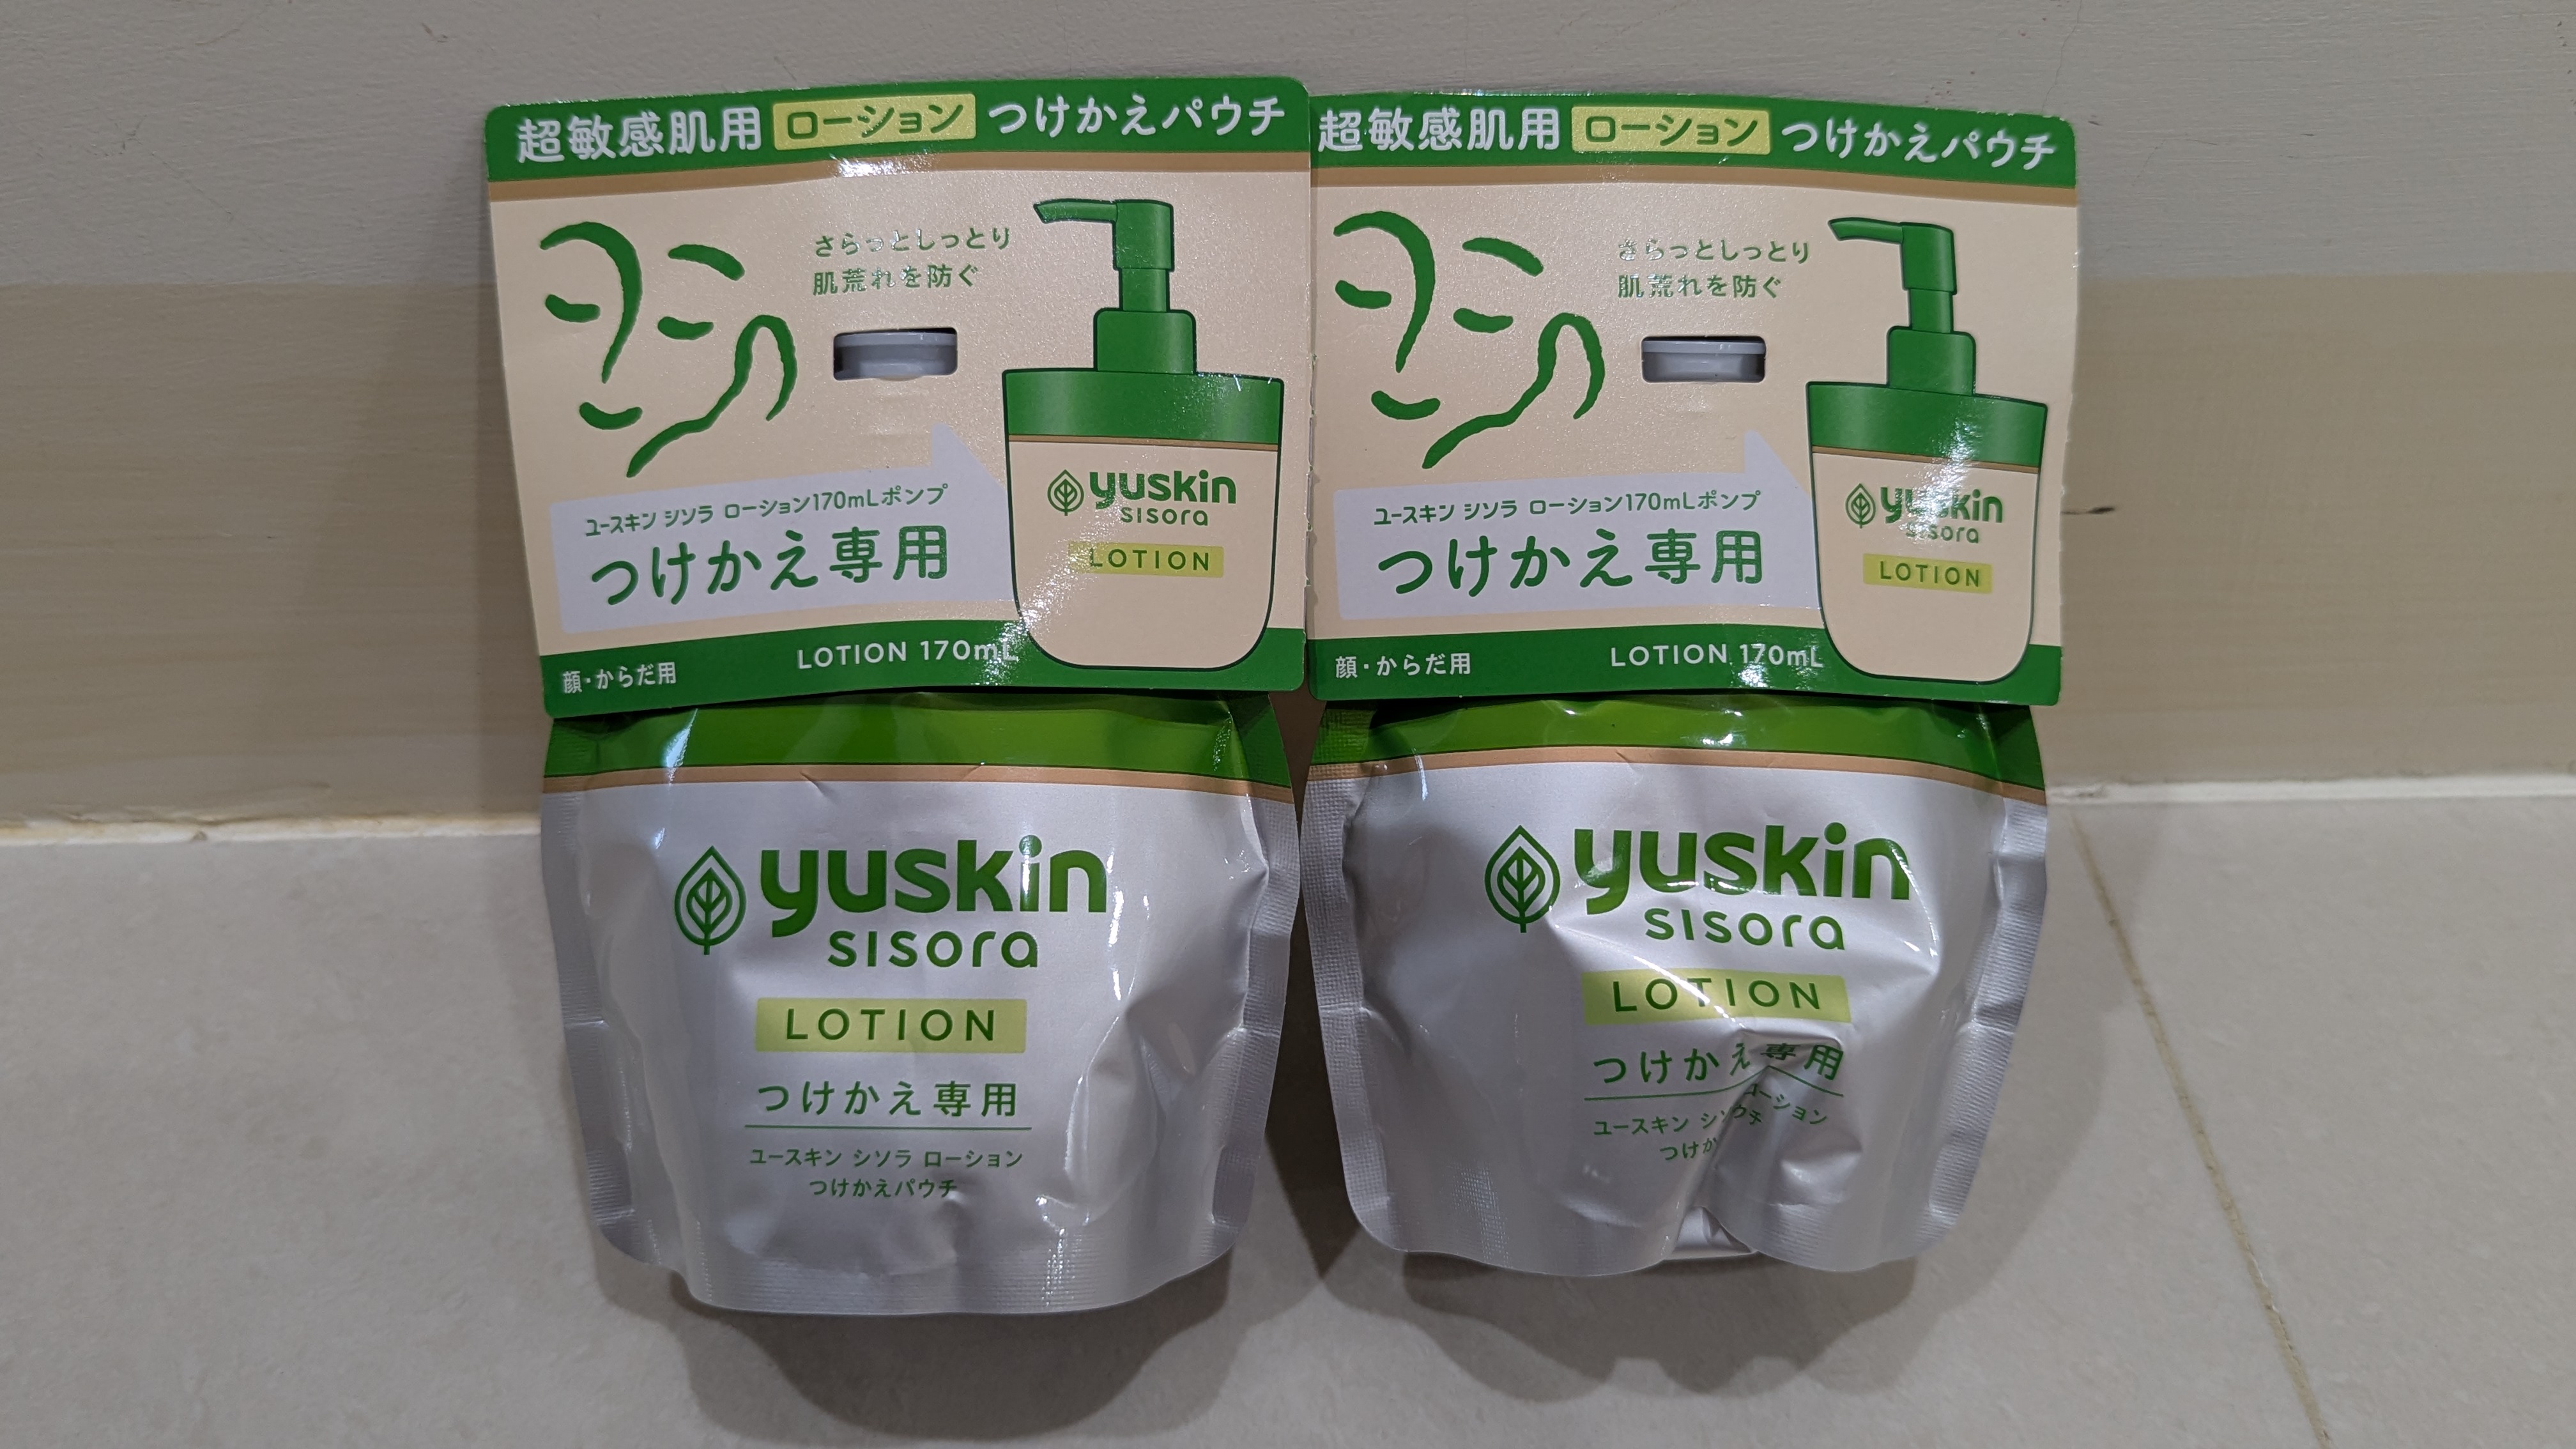 超敏感肌用 ローション つけかえパウチ
さらっとしっとり
肌荒れを防ぐ
yuskin
sisora
LOTION
ユースキン シソラ ローション170mLポンプ
つけかえ専用
顔・からだ用
LOTION 170mL
yuskin
sisora
LOTION
つけかえ専用
ユースキン シソラ ローション
つけかえパウチ
超敏感肌用 ローション つけかえパウチ
さらっとしっとり
肌荒れを防ぐ
yuskin
sisora
LOTION
ユースキン シソラ ローション170mLポンプ
つけかえ専用
顔・からだ用
LOTION 170mL
yuskin
sisora
LOTION
つけかえ専用
ユースキン ローション